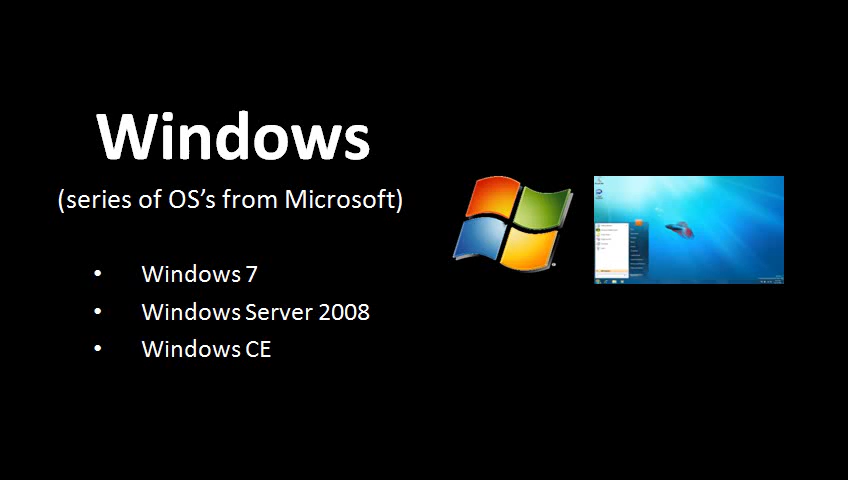 Windows
(series of OS’s from Microsoft)
• Windows 7
• Windows Server 2008
• Windows CE